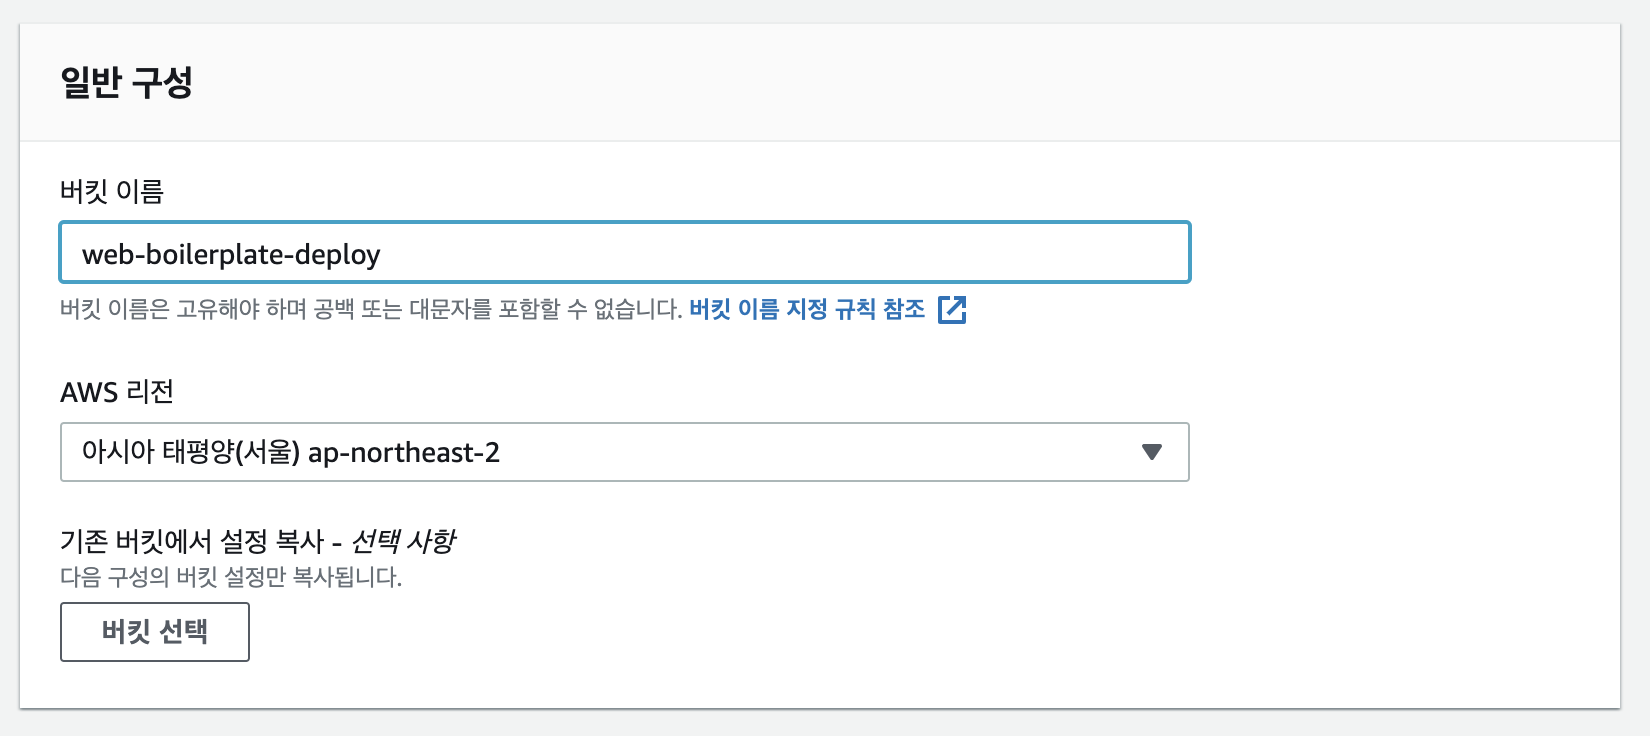 일반 구성
버킷 이름
web-boilerplate-deploy
버킷 이름은 고유해야 하며 공백 또는 대문자를 포함할 수 없습니다. 버킷 이름 지정 규칙 참조
AWS 리전
아시아 태평양(서울) ap-northeast-2
기존 버킷에서 설정 복사 - 선택 사항
다음 구성의 버킷 설정만 복사됩니다.
버킷 선택